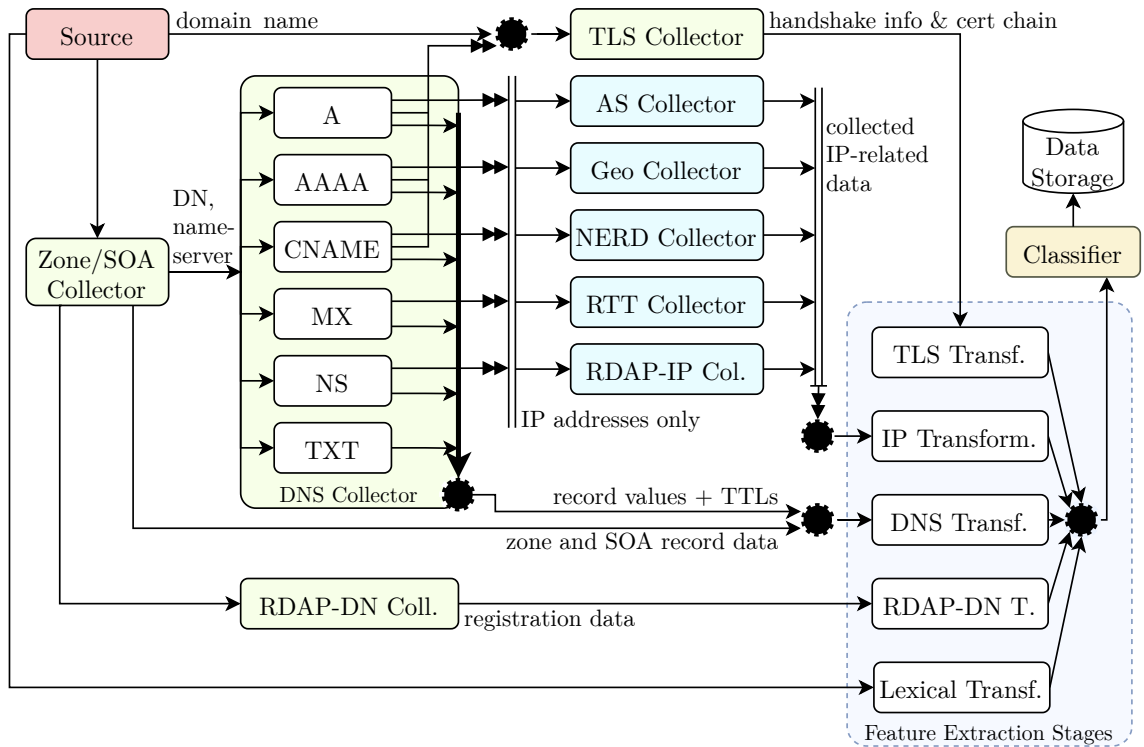 Source
domain name
TLS Collector
handshake info & cert chain
A
AAAA
CNAME
MX
NS
TXT
DNS Collector
DN,
name-
server
Zone/SOA
Collector
AS Collector
Geo Collector
NERD Collector
RTT Collector
RDAP-IP Col.
IP addresses only
collected
IP-related
data
Data
Storage
Classifier
TLS Transf.
IP Transform.
DNS Transf.
RDAP-DN T.
Lexical Transf.
Feature Extraction Stages
record values + TTLs
zone and SOA record data
RDAP-DN Coll.
registration data